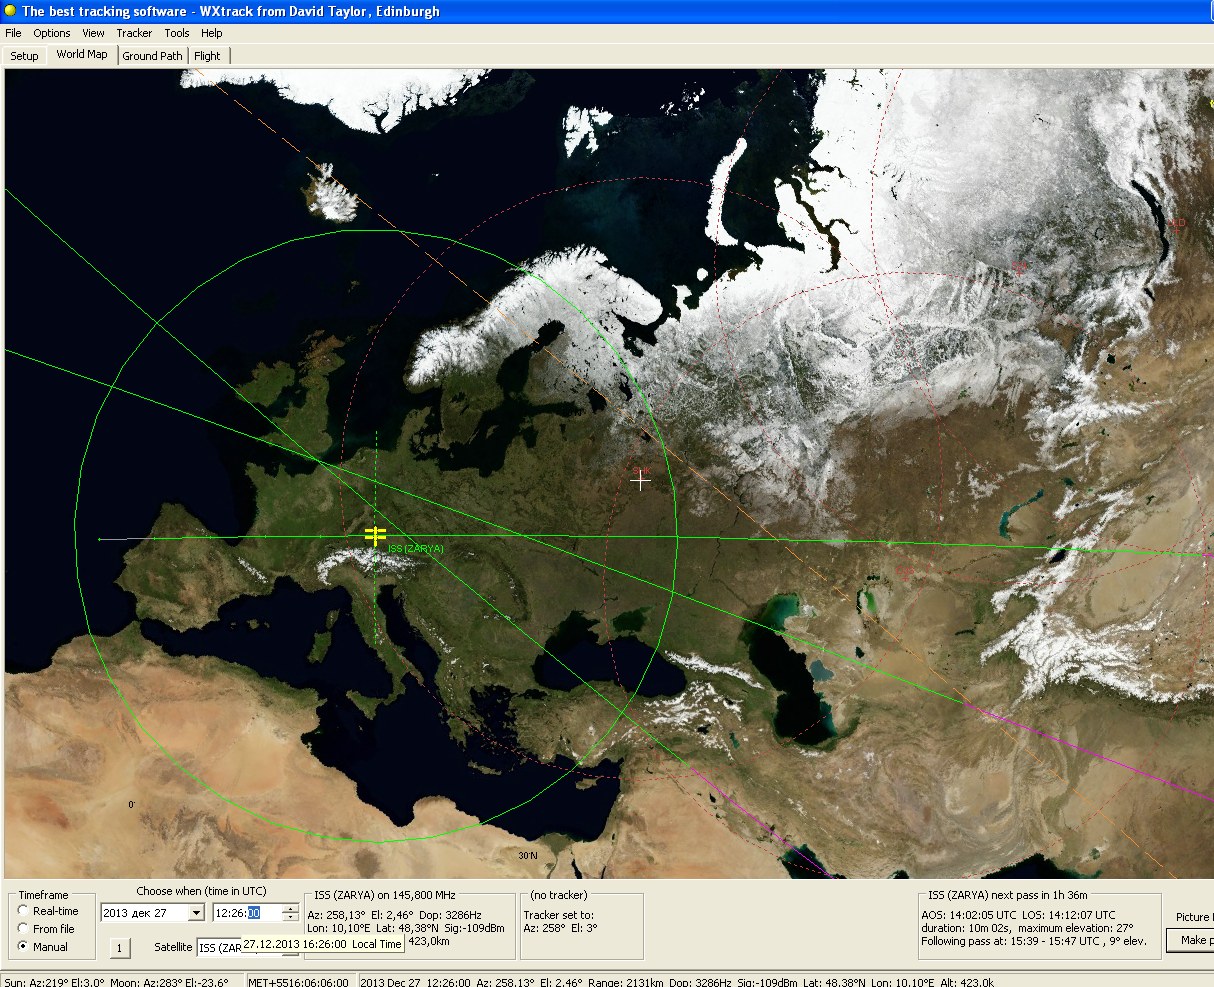 The best tracking software - WXtrack from David Taylor, Edinburgh
File Options View Tracker Tools Help
Setup World Map Ground Path Flight
ISS (ZARYA)
0°
30°N
Timeframe
Real-time
From file
Manual
Choose when (time in UTC)
2013 дек 27 12:26:00
1 Satellite ISS (ZAR
27.12.2013 16:26:00 Local Time
ISS (ZARYA) on 145,800 MHz
Az: 258,13° El: 2,46° Dop: 3286Hz
Lon: 10,10°E Lat: 48,38°N Sig:-109dBm
423,0km
(no tracker)
Tracker set to:
Az: 258° El: 3°
ISS (ZARYA) next pass in 1h 36m
AOS: 14:02:05 UTC LOS: 14:12:07 UTC
duration: 10m 02s, maximum elevation: 27°
Following pass at: 15:39 - 15:47 UTC , 9° elev.
Picture
Make p
Sun: Az:219° El:3.0° Moon: Az:283° El:-23.6° MET+5516:06:06:00 2013 Dec 27 12:26:00 Az: 258.13° El: 2.46° Range: 2131km Dop: 3286Hz Sig:-109dBm Lat: 48.38°N Lon: 10.10°E Alt: 423.0k